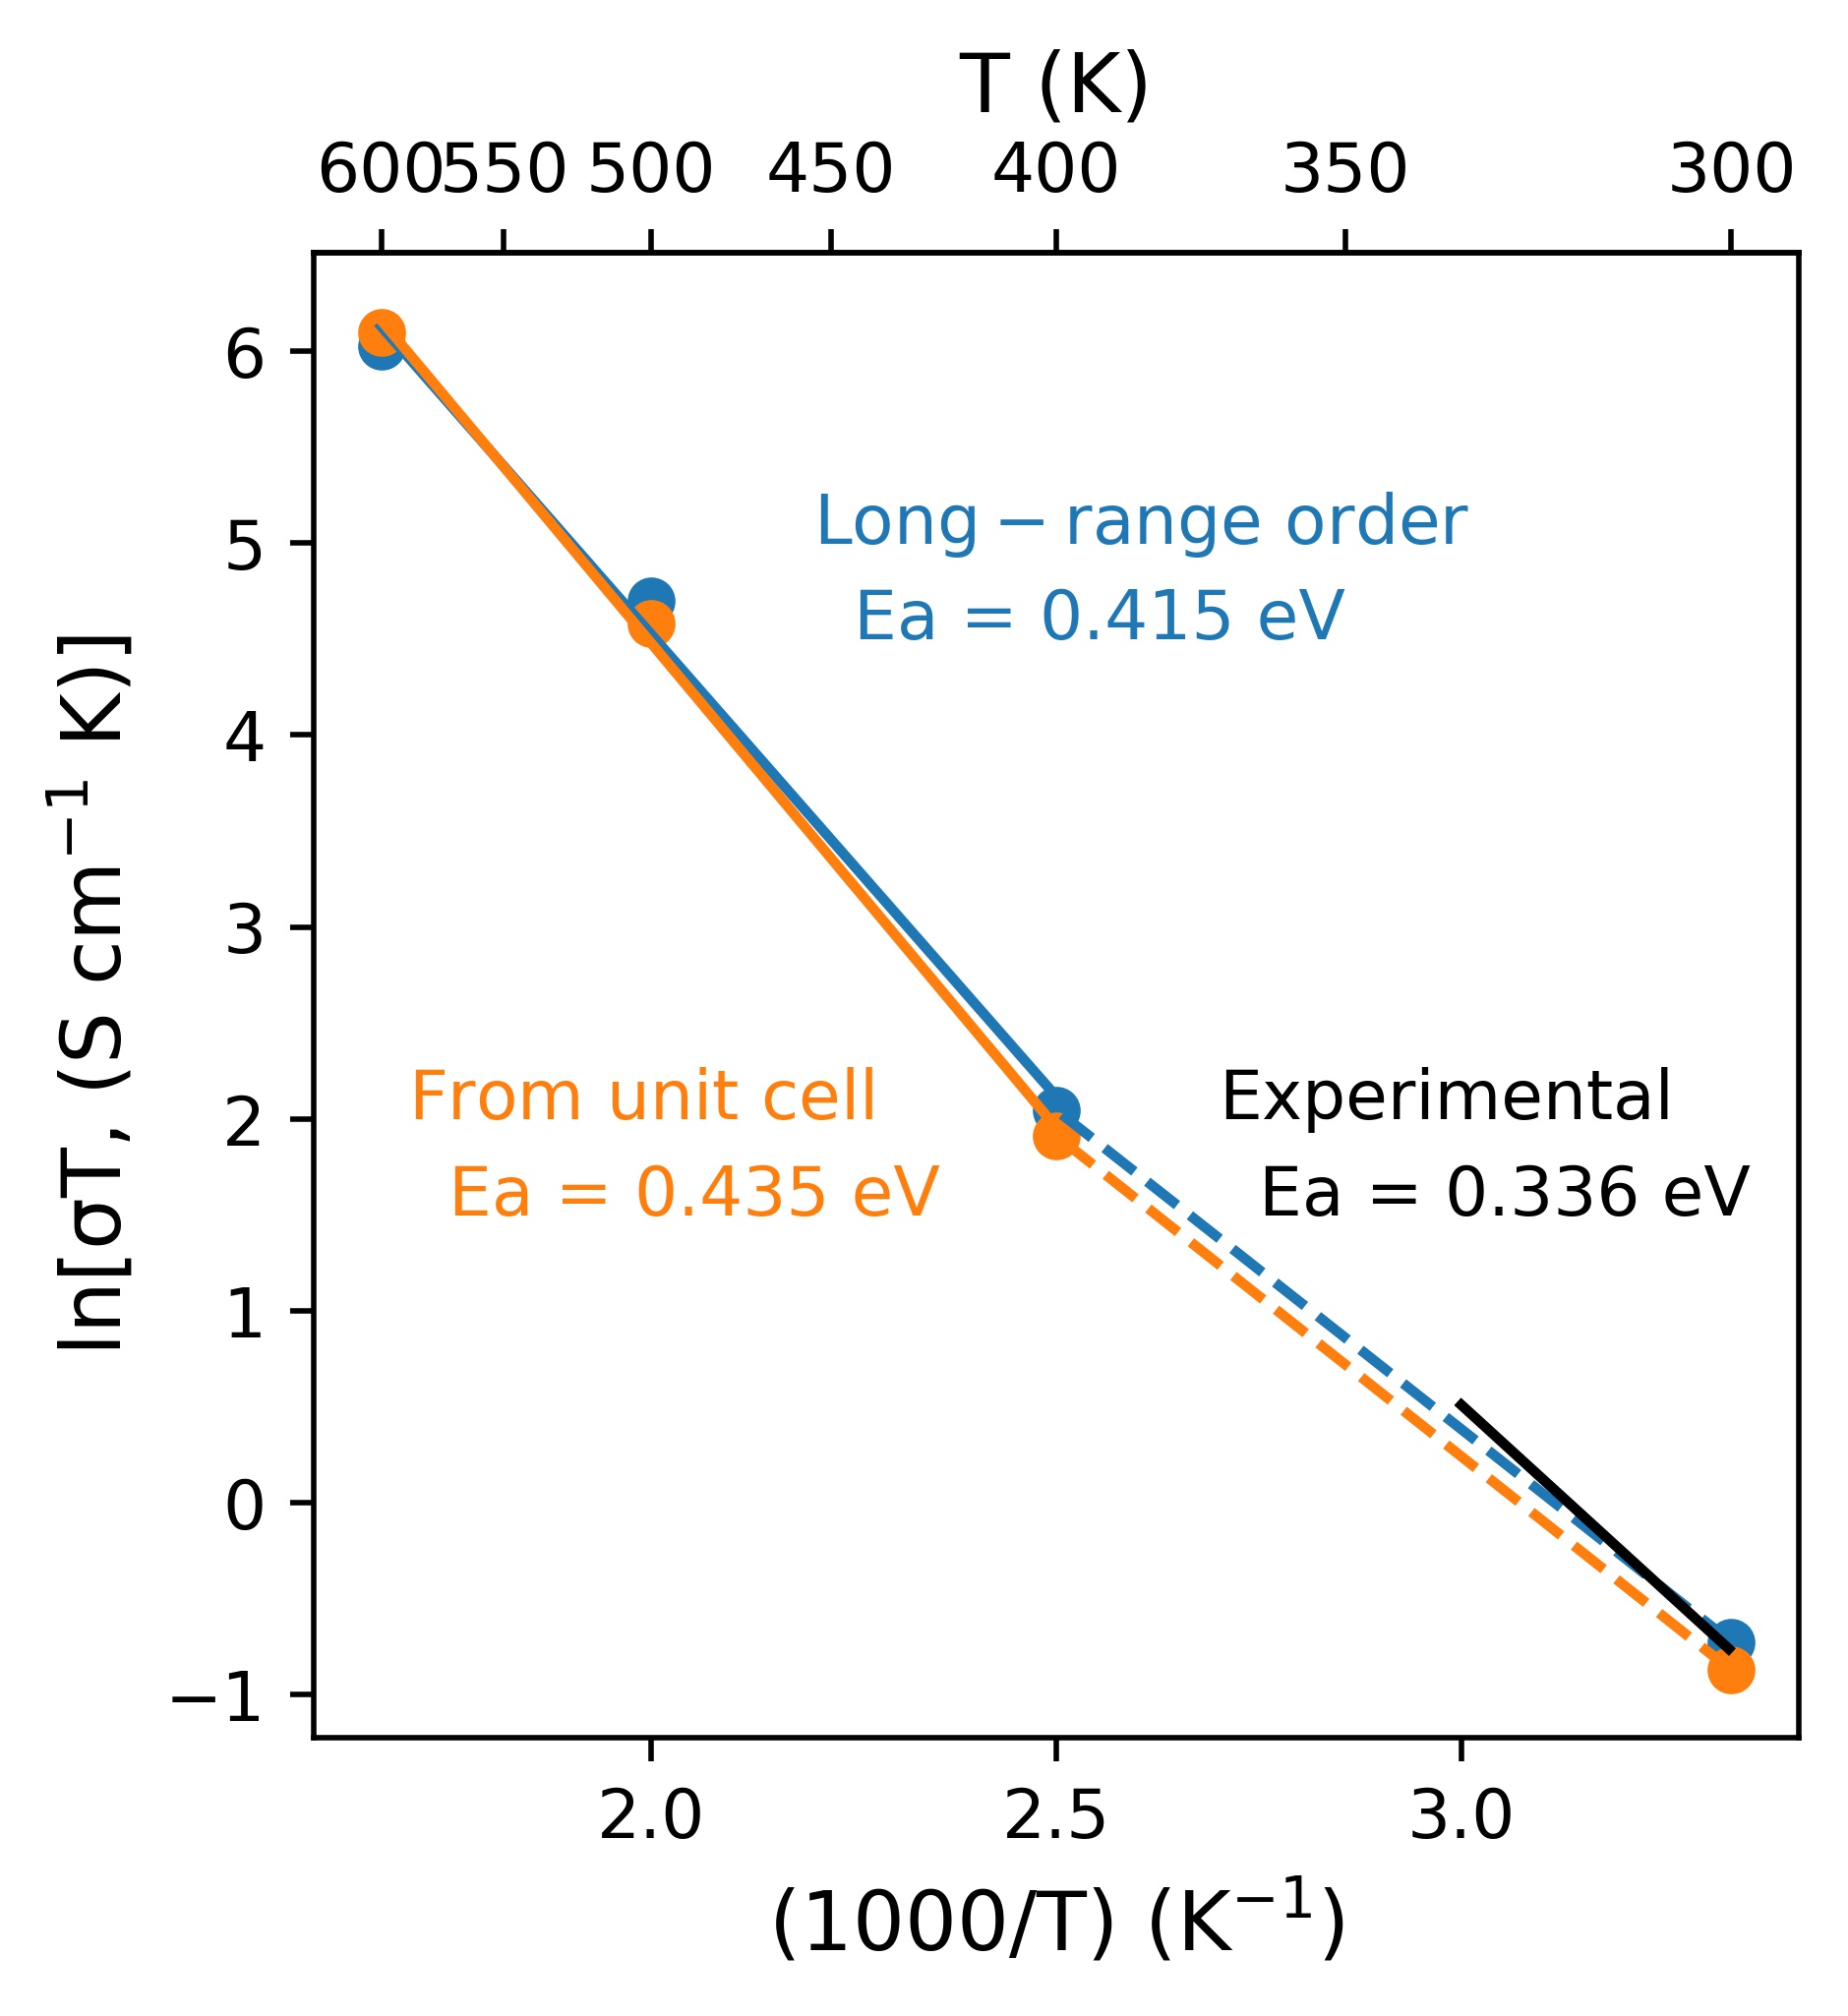 T (K)
600 550 500 450 400 350 300
6
5
4
3
2
1
0
−1
ln[σT, (S cm⁻¹ K)]
Long − range order
Ea = 0.415 eV
From unit cell
Ea = 0.435 eV
Experimental
Ea = 0.336 eV
2.0 2.5 3.0
(1000/T) (K⁻¹)